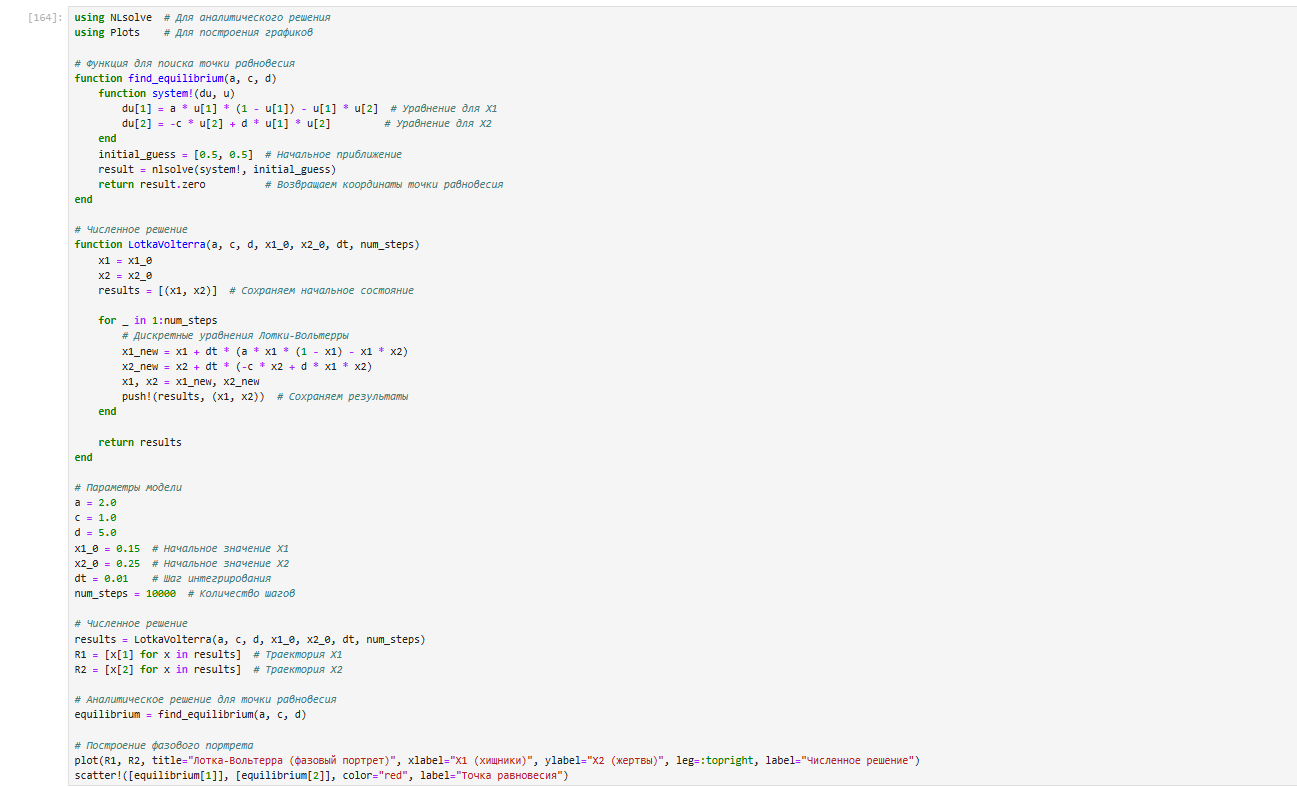 [164]:
using NLsolve  # Для аналитического решения
using Plots    # Для построения графиков
# Функция для поиска точки равновесия
function find_equilibrium(a, c, d)
    function system!(du, u)
        du[1] = a * u[1] * (1 - u[1]) - u[1] * u[2]  # Уравнение для X1
        du[2] = -c * u[2] + d * u[1] * u[2]         # Уравнение для X2
    end
    initial_guess = [0.5, 0.5]  # Начальное приближение
    result = nlsolve(system!, initial_guess)
    return result.zero          # Возвращаем координаты точки равновесия
end
# Численное решение
function LotkaVolterra(a, c, d, x1_0, x2_0, dt, num_steps)
    x1 = x1_0
    x2 = x2_0
    results = [(x1, x2)]  # Сохраняем начальное состояние
    for _ in 1:num_steps
        # Дискретные уравнения Лотки-Вольтерры
        x1_new = x1 + dt * (a * x1 * (1 - x1) - x1 * x2)
        x2_new = x2 + dt * (-c * x2 + d * x1 * x2)
        x1, x2 = x1_new, x2_new
        push!(results, (x1, x2))  # Сохраняем результаты
    end
    return results
end
# Параметры модели
a = 2.0
c = 1.0
d = 5.0
x1_0 = 0.15  # Начальное значение X1
x2_0 = 0.25  # Начальное значение X2
dt = 0.01    # Шаг интегрирования
num_steps = 10000  # Количество шагов
# Численное решение
results = LotkaVolterra(a, c, d, x1_0, x2_0, dt, num_steps)
R1 = [x[1] for x in results]  # Траектория X1
R2 = [x[2] for x in results]  # Траектория X2
# Аналитическое решение для точки равновесия
equilibrium = find_equilibrium(a, c, d)
# Построение фазового портрета
plot(R1, R2, title="Лотка-Вольтерра (фазовый портрет)", xlabel="X1 (хищники)", ylabel="X2 (жертвы)", leg=:topright, label="Численное решение")
scatter!([equilibrium[1]], [equilibrium[2]], color="red", label="Точка равновесия")